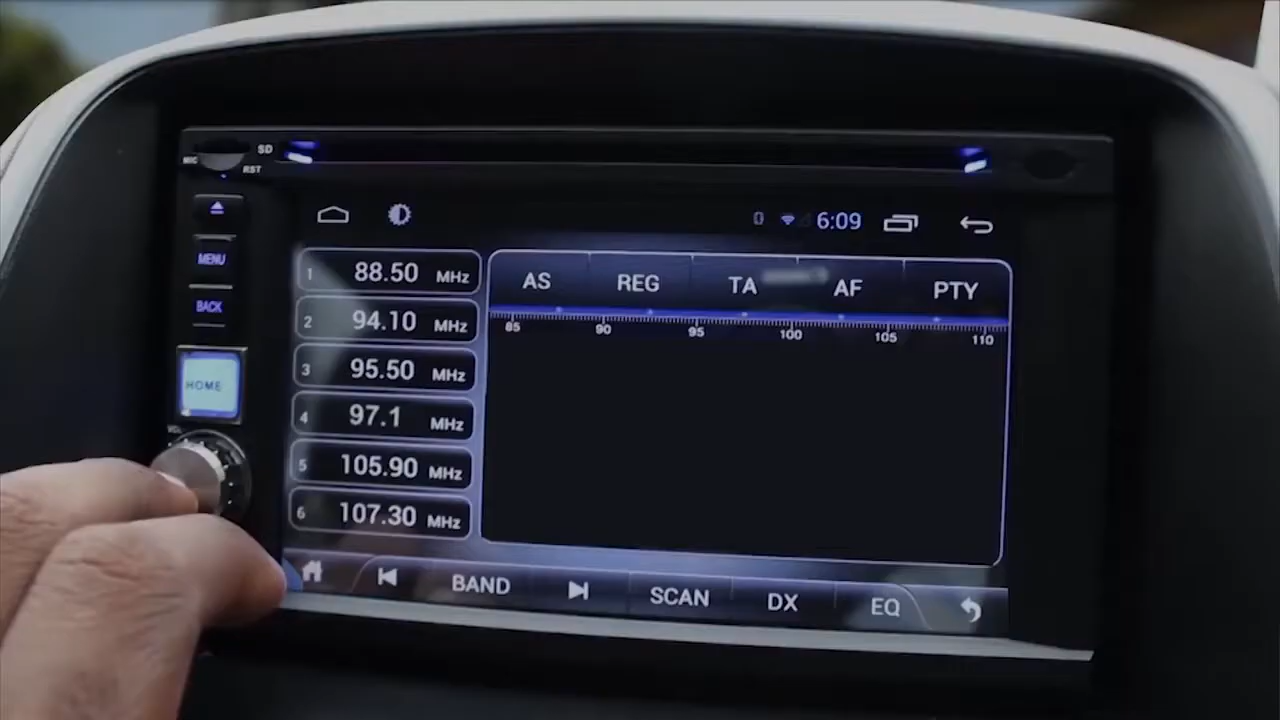 MIC
SD
RST
MENU
BACK
HOME
VOL
6:09
1 88.50 MHz
2 94.10 MHz
3 95.50 MHz
4 97.1 MHz
5 105.90 MHz
6 107.30 MHz
AS REG TA AF PTY
85 90 95 100 105 110
BAND SCAN DX EQ